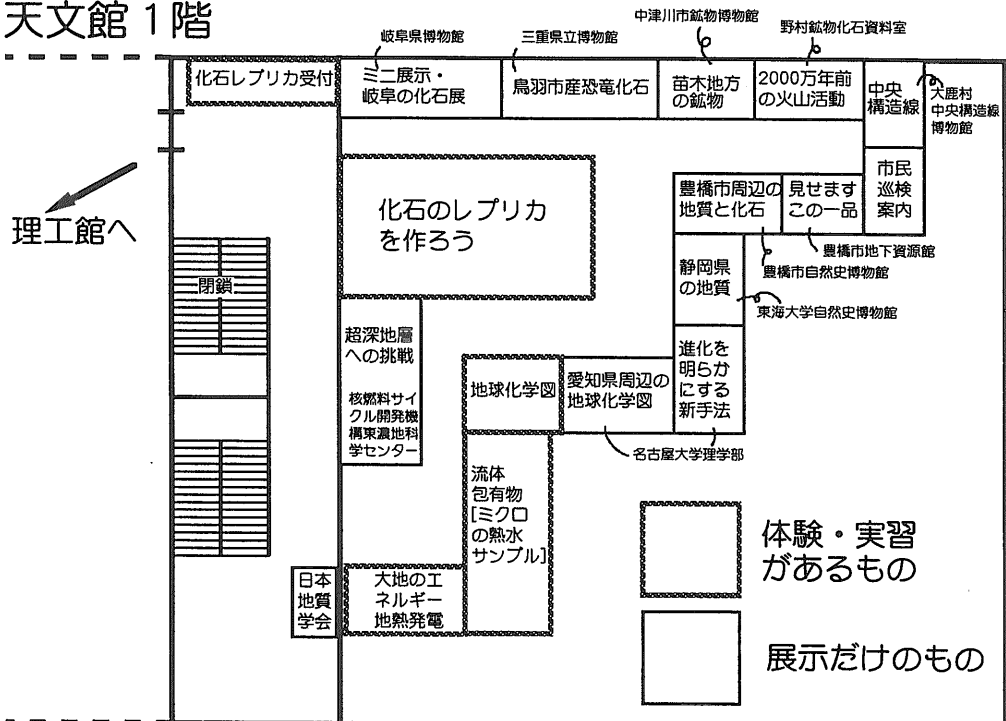 天文館 1階
中津川市鉱物博物館
野村鉱物化石資料室
岐阜県博物館
三重県立博物館
化石レプリカ受付
ミニ展示・
岐阜の化石展
鳥羽市産恐竜化石
苗木地方
の鉱物
2000万年前
の火山活動
中央
構造線
大鹿村
中央構造線
博物館
理工館へ
化石のレプリカ
を作ろう
豊橋市周辺の
地質と化石
見せます
この一品
市民
巡検
案内
豊橋市地下資源館
豊橋市自然史博物館
閉鎖
静岡県
の地質
東海大学自然史博物館
超深地層
への挑戦
核燃料サイ
クル開発機
構東濃地科
学センター
地球化学図
愛知県周辺の
地球化学図
進化を
明らか
にする
新手法
名古屋大学理学部
流体
包有物
[ミクロ
の熱水
サンプル]
日本
地質
学会
大地のエ
ネルギー
地熱発電
体験・実習
があるもの
展示だけのもの